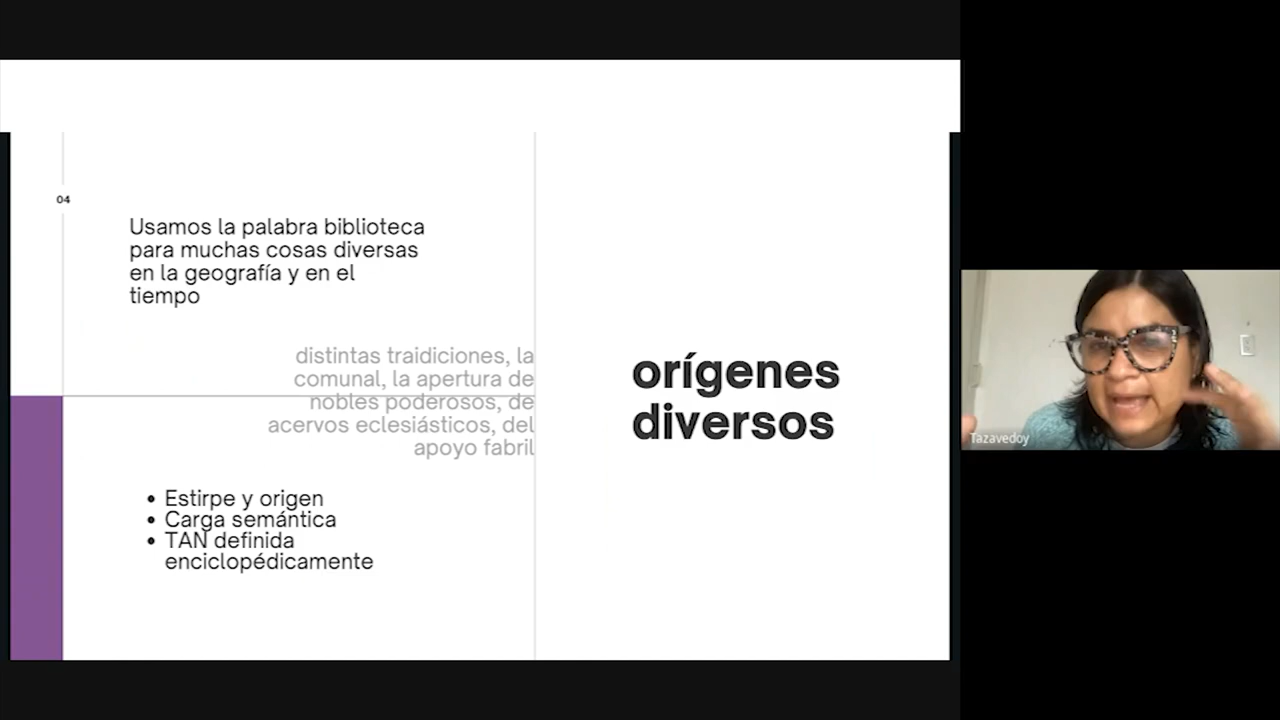 04
Usamos la palabra biblioteca
para muchas cosas diversas
en la geografía y en el
tiempo
distintas traidiciones, la
comunal, la apertura de
nobles poderosos, de
acervos eclesiásticos, del
apoyo fabril
• Estirpe y origen
• Carga semántica
• TAN definida
enciclopédicamente
orígenes
diversos
Tazavedoy